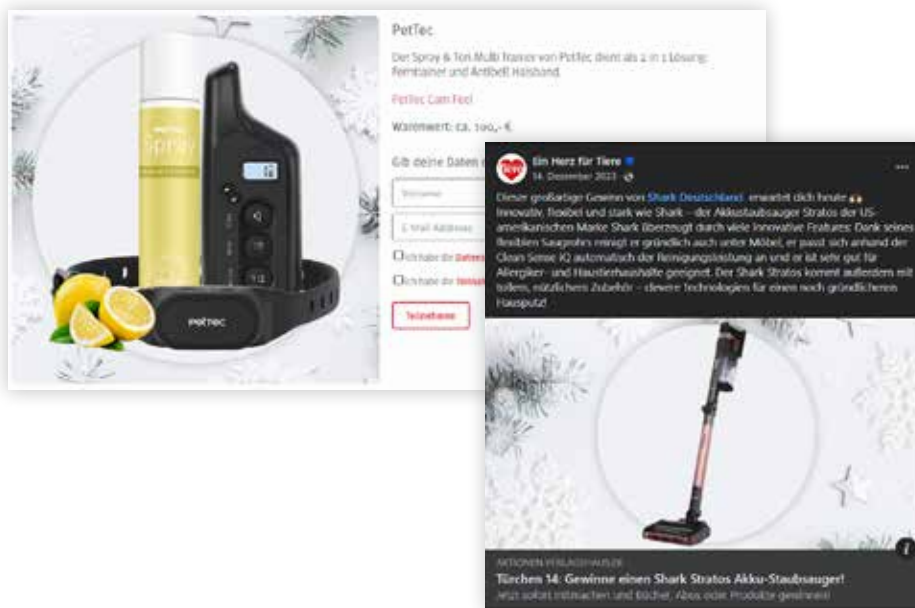 PetTec
Der Spray & Ton Multi Trainer von PetTec dient als 2 in 1 Lösung:
Ferntrainer und Antibell Halsband.
PetTec Cam Feel
Warenwert: ca. 100,- €
Gib deine Daten
Vorname
E-Mail Addresse
Ich habe die Daten
Ich habe die
Teilnehmen
PetTec
Spray
12
PetTec
TIERE
Ein Herz für Tiere
14. Dezember 2023
Dieser großartige Gewinn von Shark Deutschland erwartet dich heute
Innovativ, flexibel und stark wie Shark – der Akkustaubsauger Stratos der US-
amerikanischen Marke Shark überzeugt durch viele innovative Features: Dank seines
flexiblen Saugrohrs reinigt er gründlich auch unter Möbel, er passt sich anhand der
Clean Sense IQ automatisch der Reinigungsleistung an und er ist sehr gut für
Allergiker- und Haustierhaushalte geeignet. Der Shark Stratos kommt außerdem mit
tollem, nützlichem Zubehör – clevere Technologien für einen noch gründlicheren
Hausputz!
AKTIONEN.VERLAGSHAUS.DE
Türchen 14: Gewinne einen Shark Stratos Akku-Staubsauger!
Jetzt sofort mitmachen und Bücher, Abos oder Produkte gewinnen!